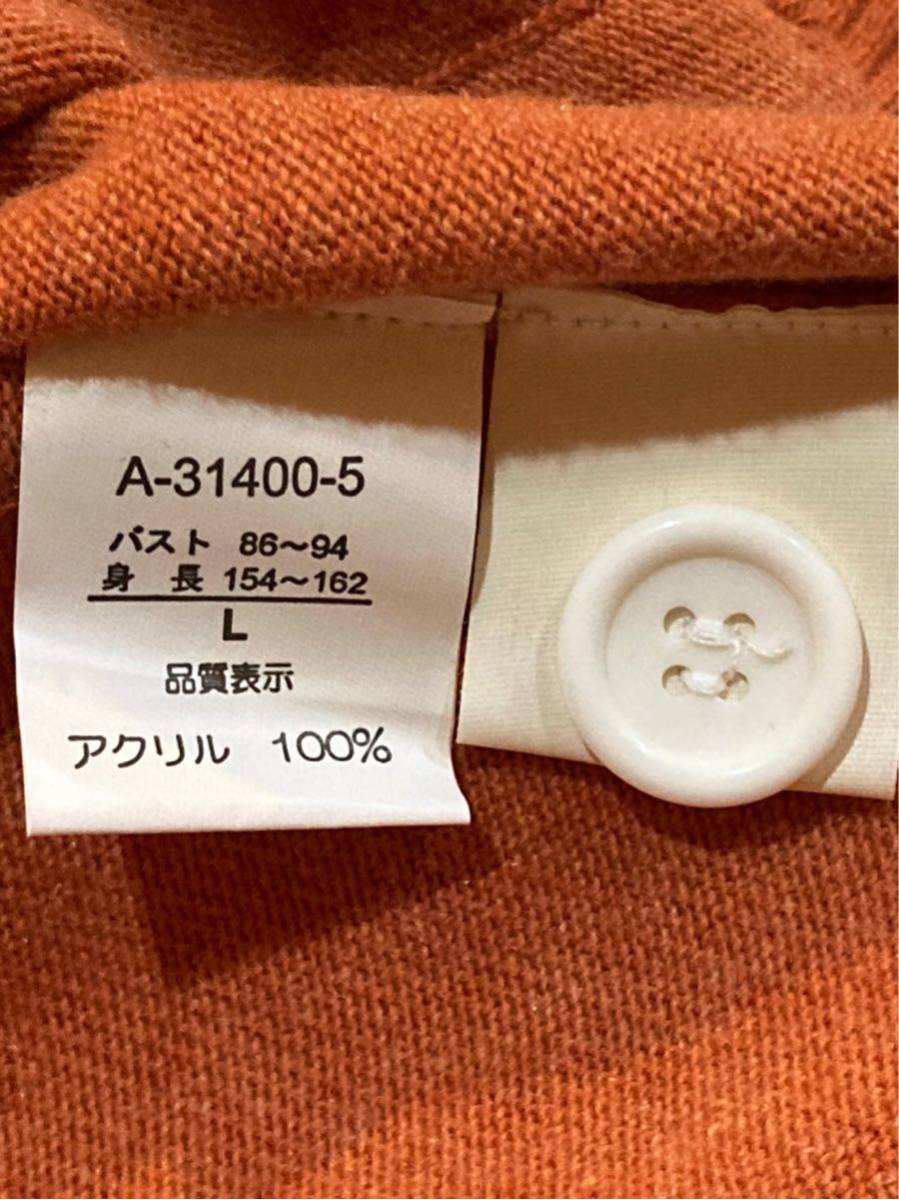 A-31400-5
バスト 86～94
身 長 154～162
L
品質表示
アクリル 100%